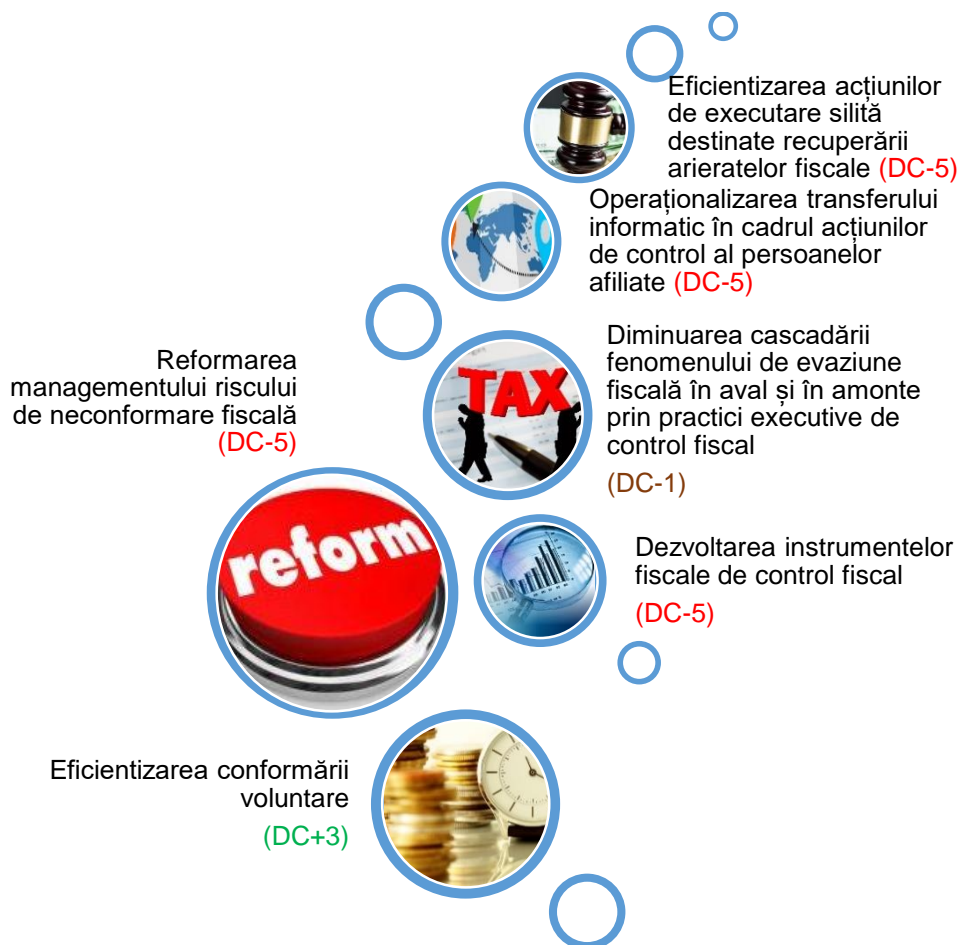 Eficientizarea acțiunilor
de executare silită
destinate recuperării
arieratelor fiscale (DC-5)
Operaționalizarea transferului
informatic în cadrul acțiunilor
de control al persoanelor
afiliate (DC-5)
Diminuarea cascadării
fenomenului de evaziune
fiscală în aval și în amonte
prin practici executive de
control fiscal
(DC-1)
TAX
Reformarea
managementului riscului
de neconformare fiscală
(DC-5)
reform
Dezvoltarea instrumentelor
fiscale de control fiscal
(DC-5)
Eficientizarea conformării
voluntare
(DC+3)